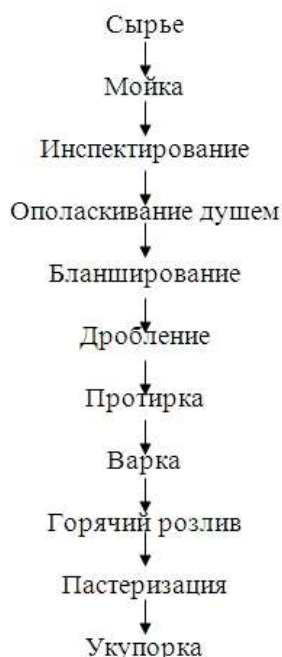 Сырье
Мойка
Инспектирование
Ополаскивание душем
Бланширование
Дробление
Протирка
Варка
Горячий розлив
Пастеризация
Укупорка